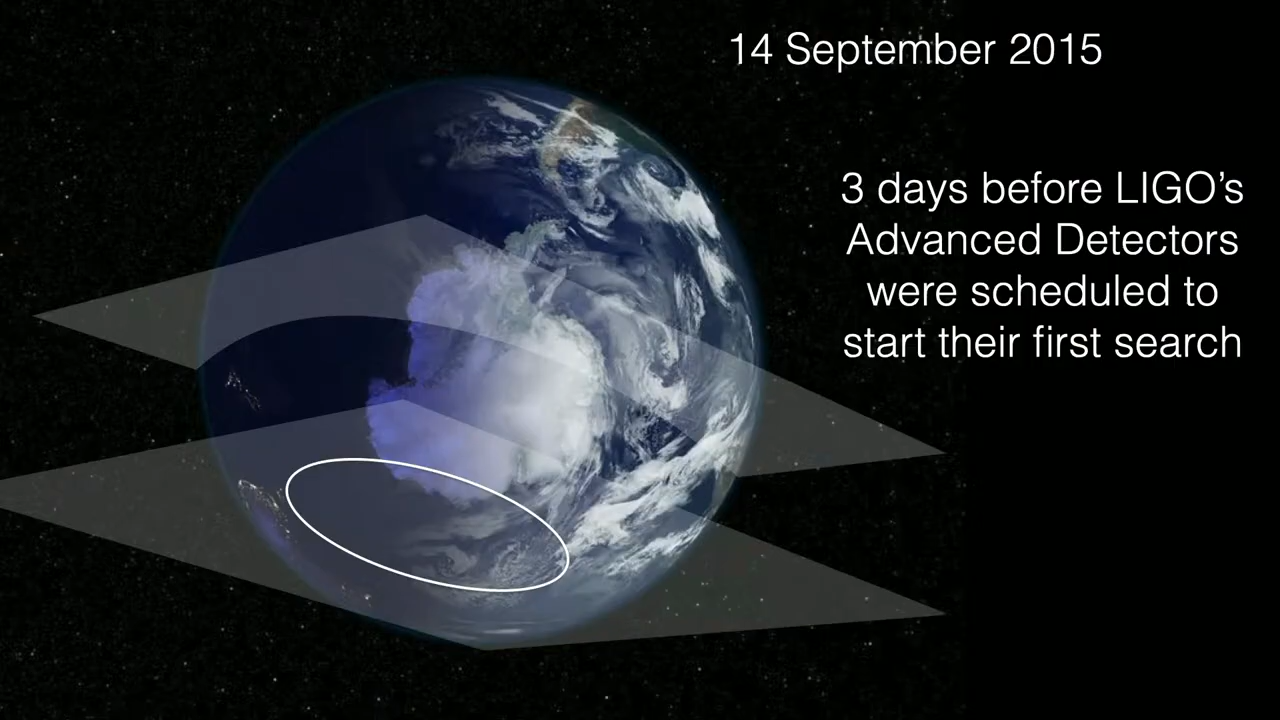 14 September 2015
3 days before LIGO’s
Advanced Detectors
were scheduled to
start their first search